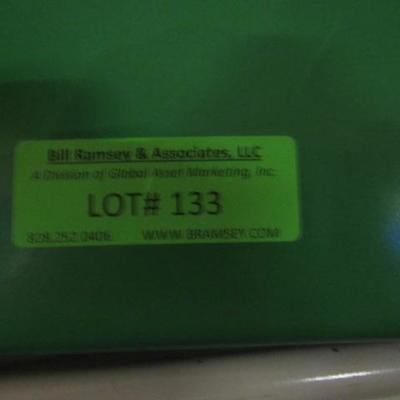 Bill Ramsey & Associates, LLC
A Division of Global Asset Marketing, Inc.
LOT# 133
828.252.0406 WWW.BRAMSEY.COM